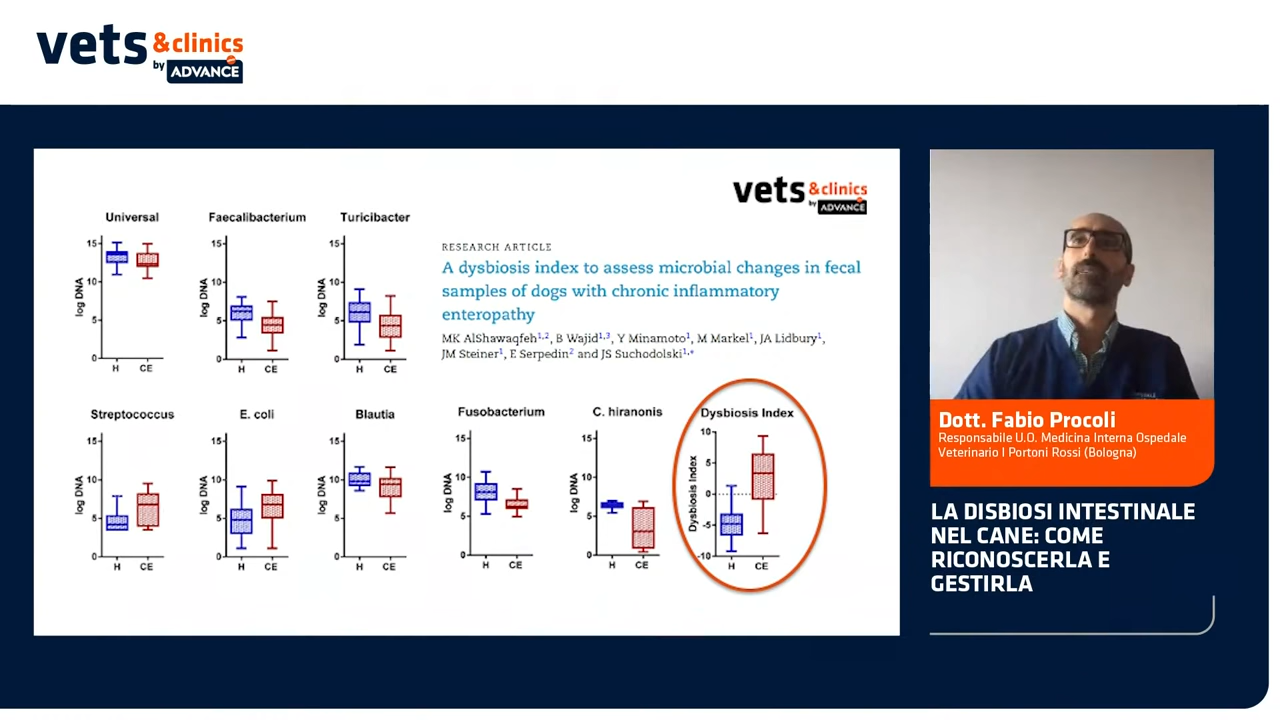 vets &clinics
by ADVANCE
vets &clinics
by ADVANCE
Universal
15
10
5
0
log DNA
H CE
Faecalibacterium
15
10
5
0
log DNA
H CE
Turicibacter
15
10
5
0
log DNA
H CE
RESEARCH ARTICLE
A dysbiosis index to assess microbial changes in fecal
samples of dogs with chronic inflammatory
enteropathy
MK AlShawaqfeh1,2, B Wajid1,3, Y Minamoto1, M Markel1, JA Lidbury1,
JM Steiner1, E Serpedin2 and JS Suchodolski1,*
Streptococcus
15
10
5
0
log DNA
H CE
E. coli
15
10
5
0
log DNA
H CE
Blautia
15
10
5
0
log DNA
H CE
Fusobacterium
15
10
5
0
log DNA
H CE
C. hiranonis
15
10
5
0
log DNA
H CE
Dysbiosis Index
10
5
0
-5
-10
Dysbiosis Index
H CE
Dott. Fabio Procoli
Responsabile U.O. Medicina Interna Ospedale
Veterinario I Portoni Rossi (Bologna)
LA DISBIOSI INTESTINALE
NEL CANE: COME
RICONOSCERLA E
GESTIRLA